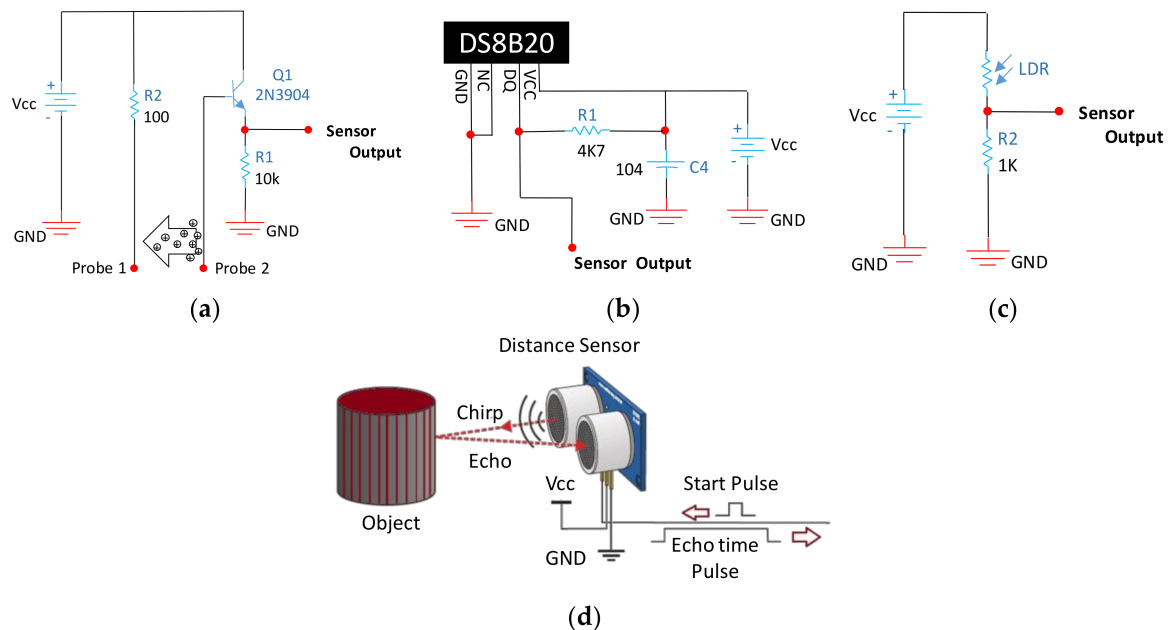 Vcc
+
-
R2
100
Q1
2N3904
Sensor
Output
R1
10k
GND
GND
Probe 1
Probe 2
(a)
DS8B20
GND
NC
DQ
VCC
R1
4K7
104
C4
+
-
Vcc
GND
GND
GND
Sensor Output
(b)
LDR
+
-
Vcc
Sensor
Output
R2
1K
GND
GND
(c)
Distance Sensor
Chirp
Echo
Object
Vcc
GND
Start Pulse
Echo time
Pulse
(d)